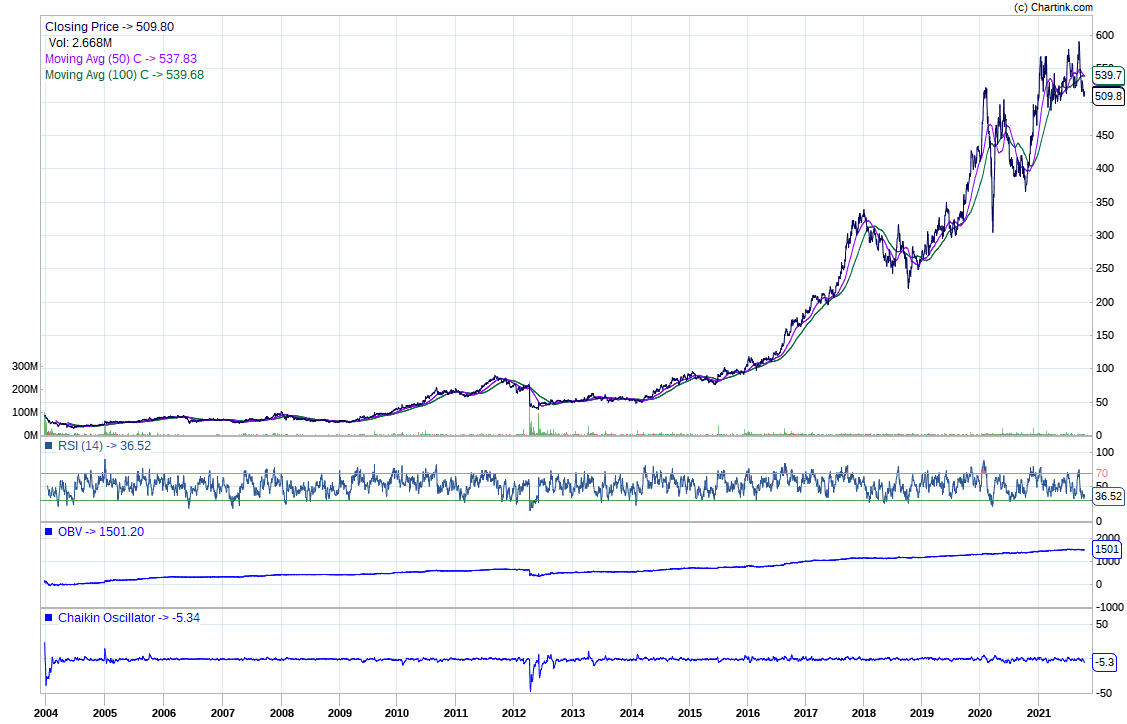 (c) Chartink.com
Closing Price -> 509.80
Vol: 2.668M
Moving Avg (50) C -> 537.83
Moving Avg (100) C -> 539.68
600
550
539.7
509.8
450
400
350
300
250
200
150
100
50
0
300M
200M
100M
0M
RSI (14) -> 36.52
100
70
50
36.52
0
OBV -> 1501.20
2000
1501
1000
0
-1000
Chaikin Oscillator -> -5.34
50
-5.3
-50
2004 2005 2006 2007 2008 2009 2010 2011 2012 2013 2014 2015 2016 2017 2018 2019 2020 2021